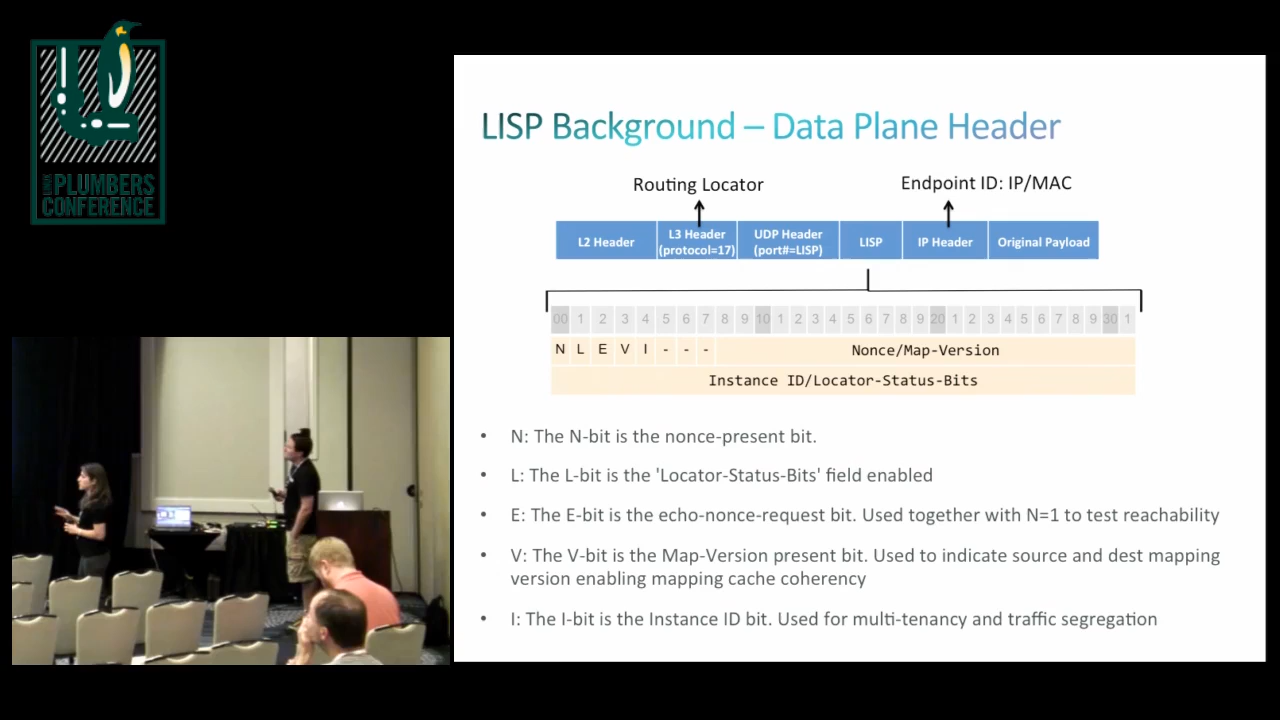 LINUX
PLUMBERS
CONFERENCE
LISP Background – Data Plane Header
Routing Locator
Endpoint ID: IP/MAC
L2 Header
L3 Header
(protocol=17)
UDP Header
(port#=LISP)
LISP
IP Header
Original Payload
00 1 2 3 4 5 6 7 8 9 10 1 2 3 4 5 6 7 8 9 20 1 2 3 4 5 6 7 8 9 30 1
N L E V I - - - Nonce/Map-Version
Instance ID/Locator-Status-Bits
• N: The N-bit is the nonce-present bit.
• L: The L-bit is the 'Locator-Status-Bits' field enabled
• E: The E-bit is the echo-nonce-request bit. Used together with N=1 to test reachability
• V: The V-bit is the Map-Version present bit. Used to indicate source and dest mapping
version enabling mapping cache coherency
• I: The I-bit is the Instance ID bit. Used for multi-tenancy and traffic segregation